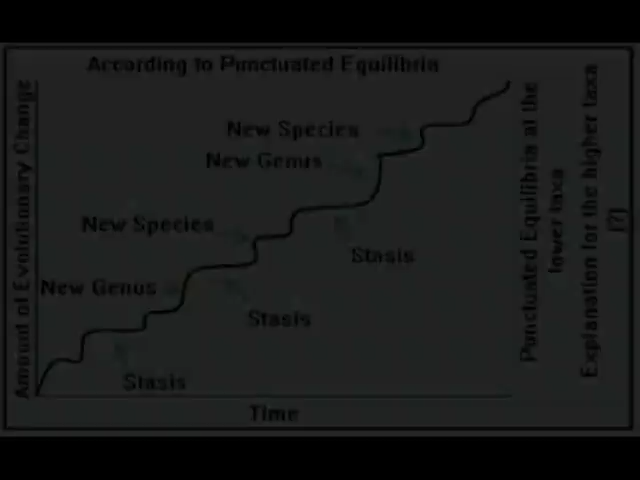 According to Punctuated Equilibria
Amount of Evolutionary Change
New Species
New Genus
New Species
Stasis
New Genus
Stasis
Stasis
Time
Punctuated Equilibria at the
lower taxa
Explanation for the higher taxa
(?)